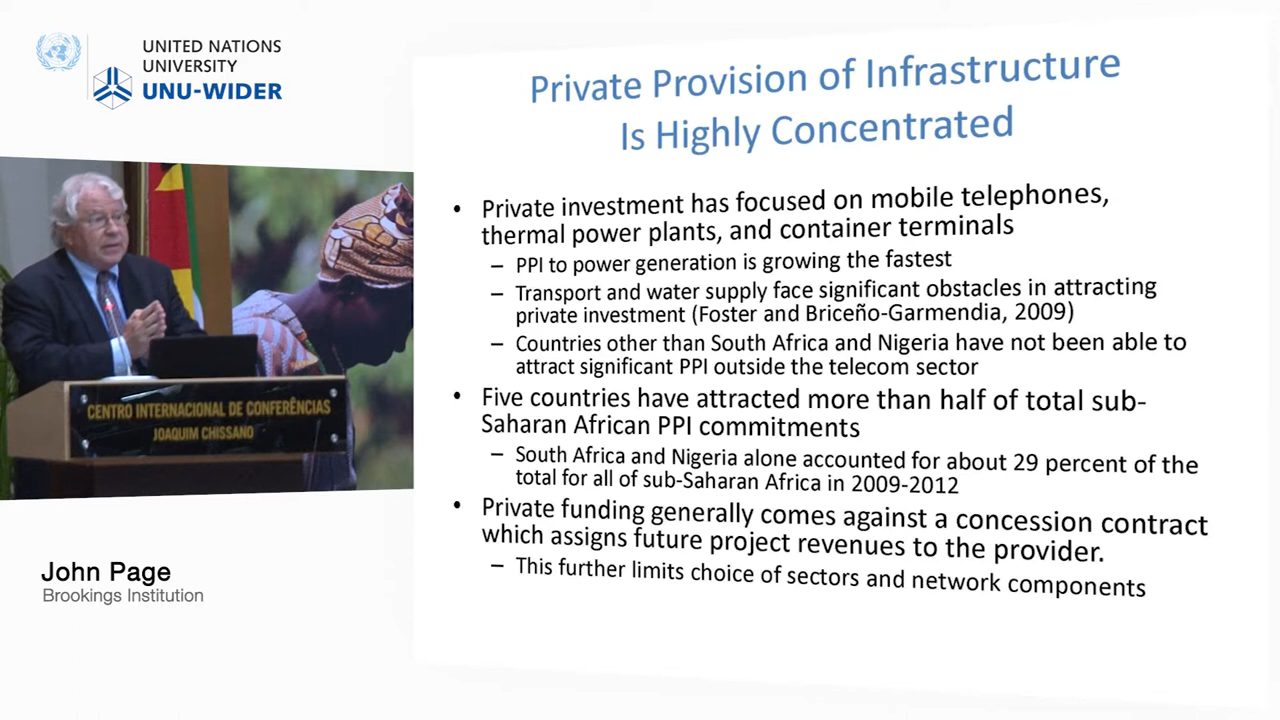 UNITED NATIONS
UNIVERSITY
UNU-WIDER
Private Provision of Infrastructure
Is Highly Concentrated
• Private investment has focused on mobile telephones,
thermal power plants, and container terminals
– PPI to power generation is growing the fastest
– Transport and water supply face significant obstacles in attracting
private investment (Foster and Briceño-Garmendia, 2009)
– Countries other than South Africa and Nigeria have not been able to
attract significant PPI outside the telecom sector
• Five countries have attracted more than half of total sub-
Saharan African PPI commitments
– South Africa and Nigeria alone accounted for about 29 percent of the
total for all of sub-Saharan Africa in 2009-2012
• Private funding generally comes against a concession contract
which assigns future project revenues to the provider.
– This further limits choice of sectors and network components
CENTRO INTERNACIONAL DE CONFERÊNCIAS
JOAQUIM CHISSANO
John Page
Brookings Institution